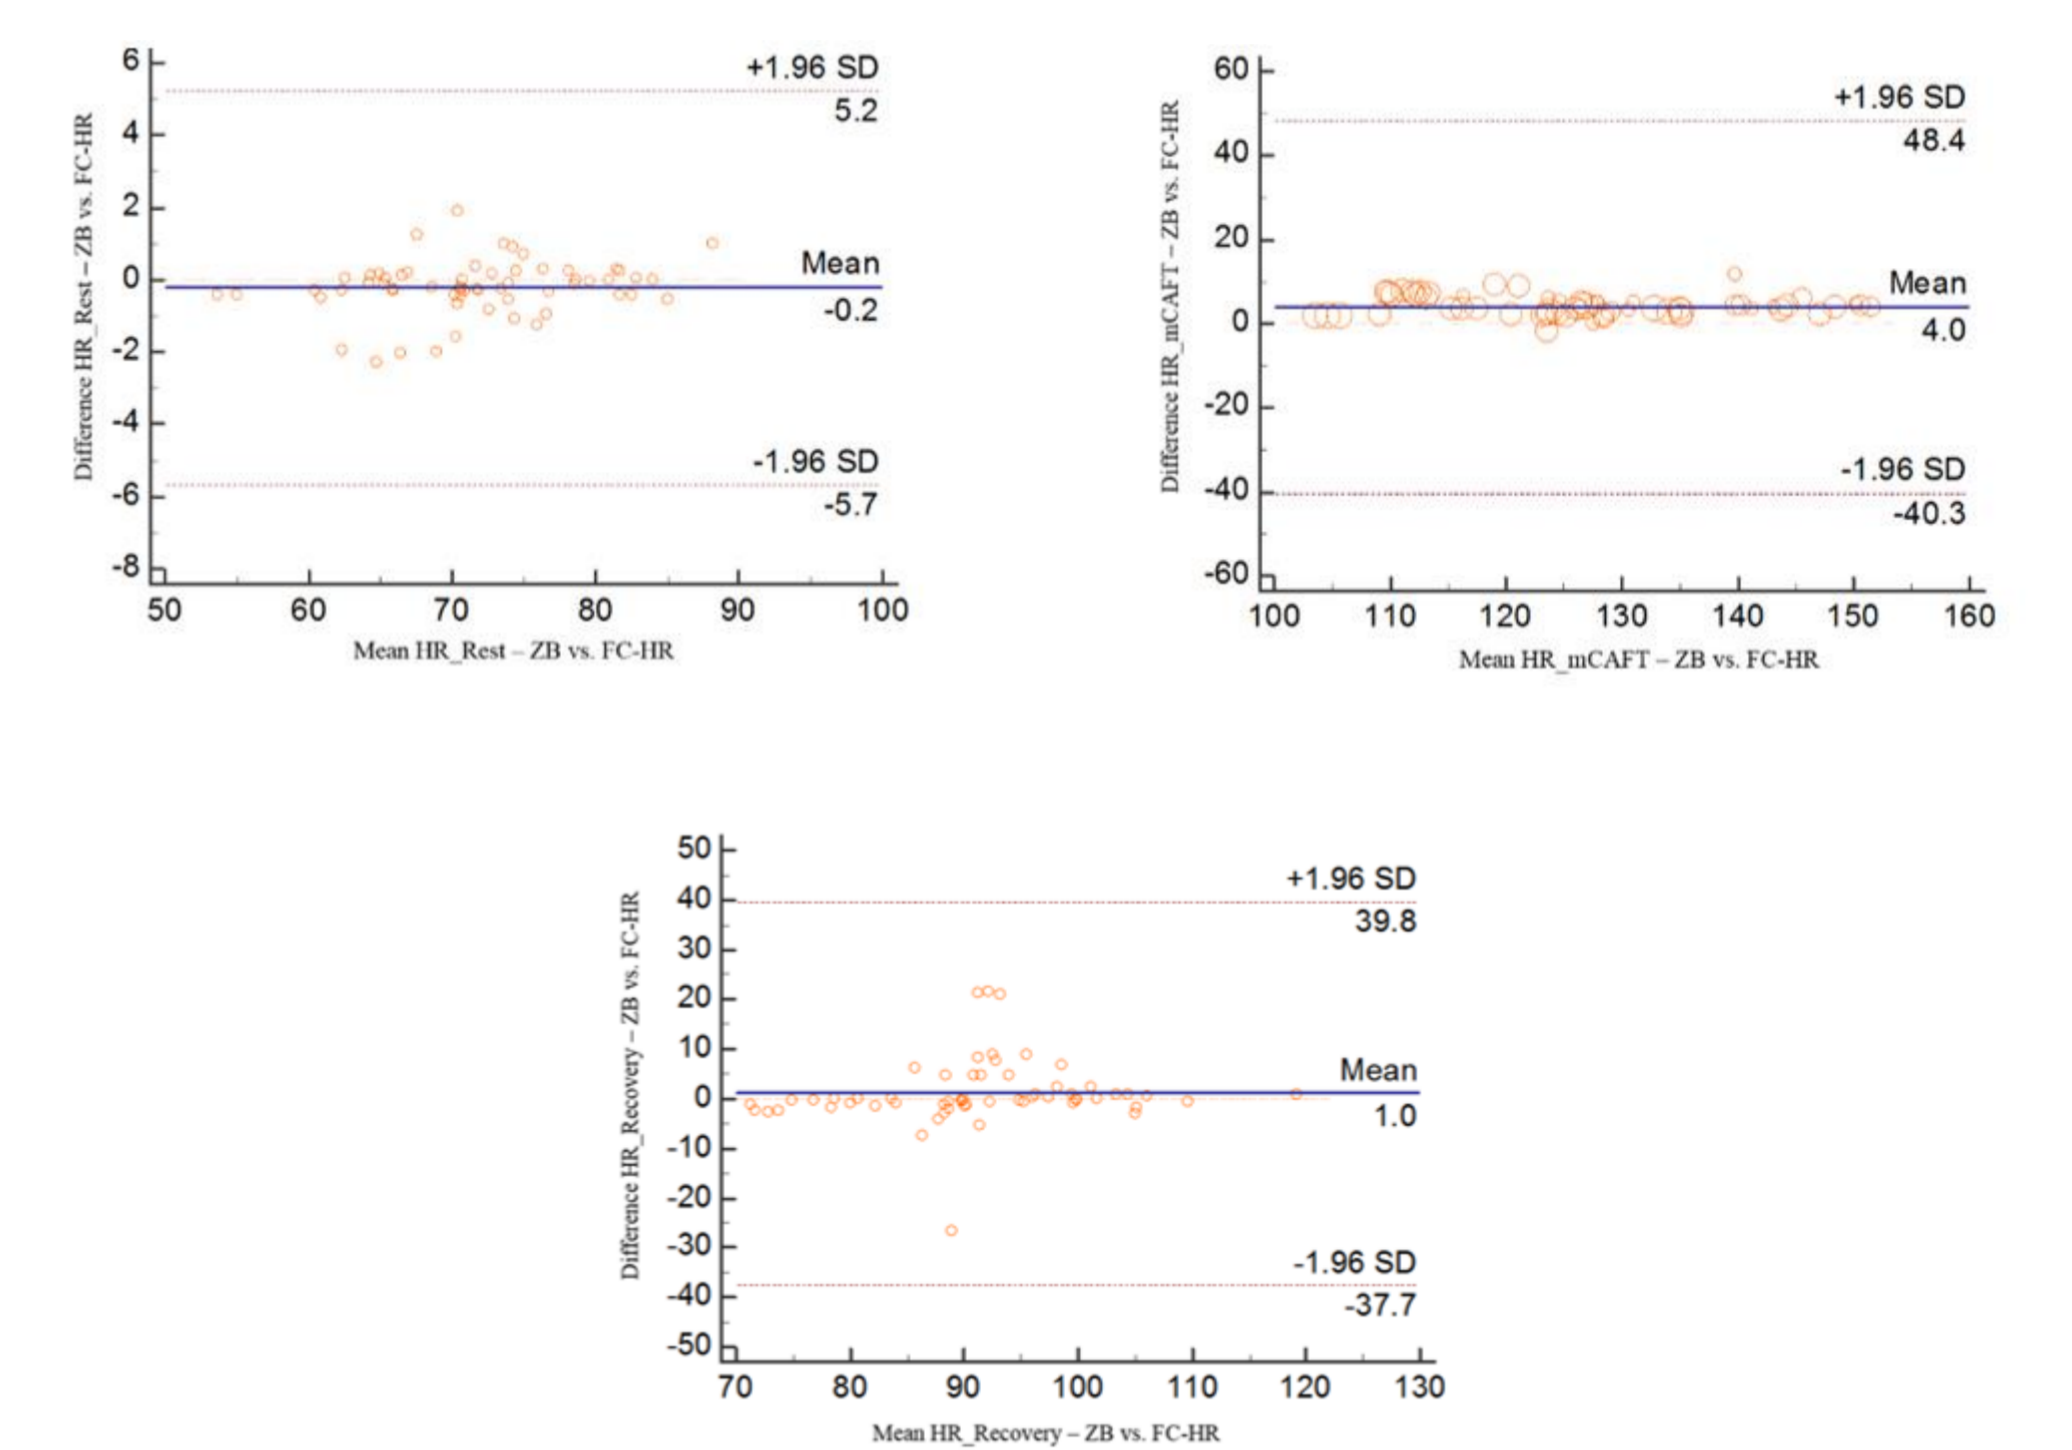 6
4
2
0
-2
-4
-6
-8
Difference HR_Rest – ZB vs. FC-HR
+1.96 SD
5.2
Mean
-0.2
-1.96 SD
-5.7
50 60 70 80 90 100
Mean HR_Rest – ZB vs. FC-HR
60
40
20
0
-20
-40
-60
Difference HR_mCAFT – ZB vs. FC-HR
+1.96 SD
48.4
Mean
4.0
-1.96 SD
-40.3
100 110 120 130 140 150 160
Mean HR_mCAFT – ZB vs. FC-HR
50
40
30
20
10
0
-10
-20
-30
-40
-50
Difference HR_Recovery – ZB vs. FC-HR
+1.96 SD
39.8
Mean
1.0
-1.96 SD
-37.7
70 80 90 100 110 120 130
Mean HR_Recovery – ZB vs. FC-HR